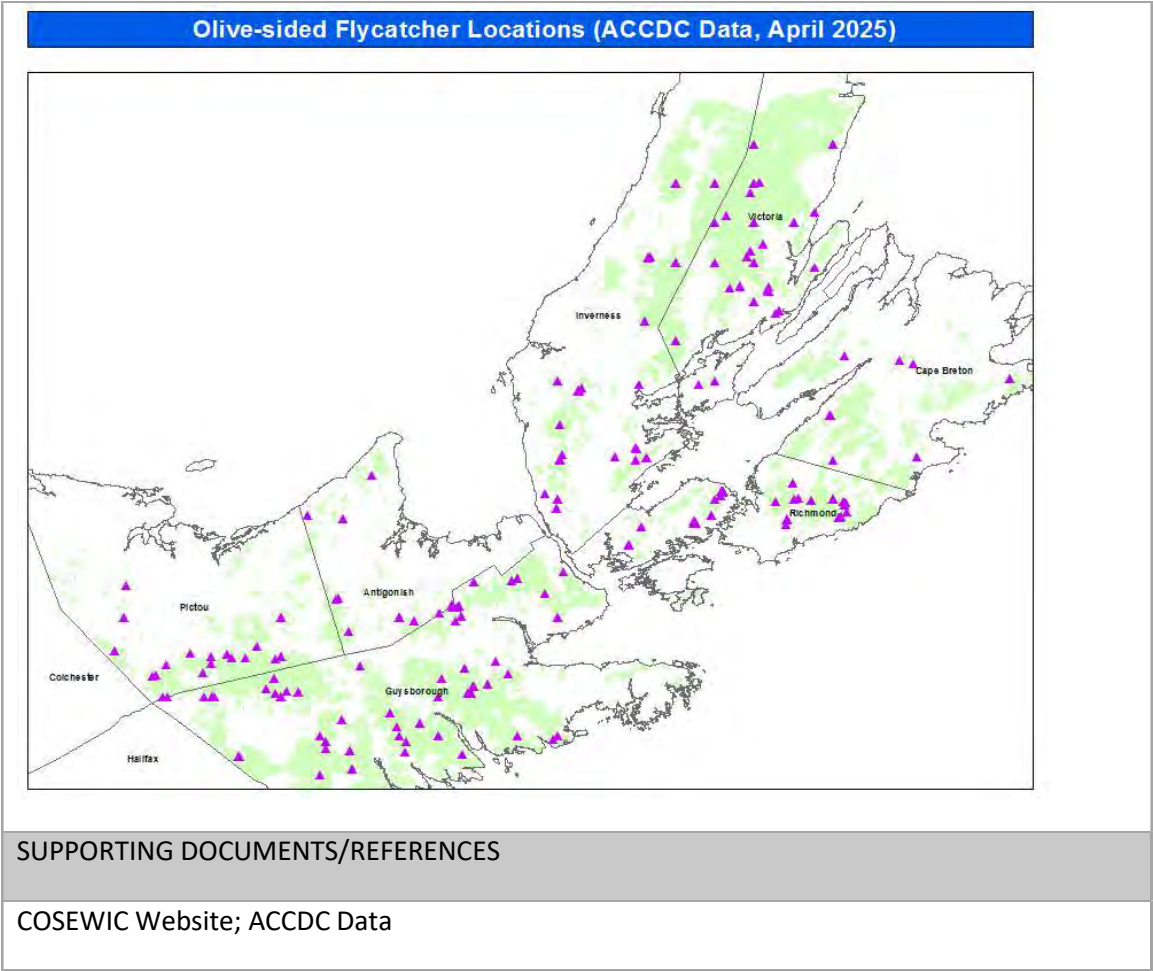 Olive-sided Flycatcher Locations (ACCDC Data, April 2025)
Victoria
Inverness
Cape Breton
Richmond
Antigonish
Pictou
Colchester
Guysborough
Halifax
SUPPORTING DOCUMENTS/REFERENCES
COSEWIC Website; ACCDC Data